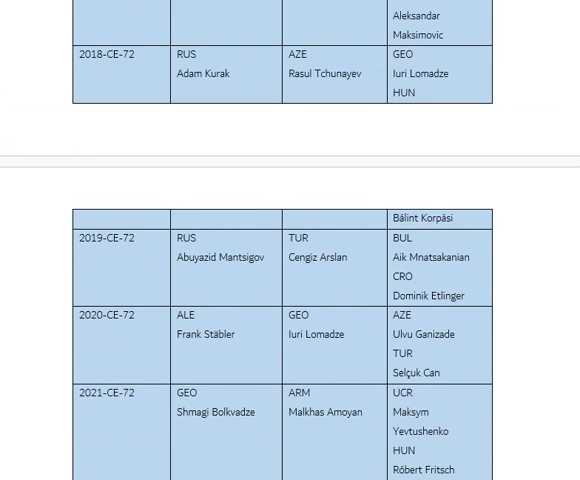 Aleksandar
Maksimovic
2018-CE-72 RUS AZE GEO
Adam Kurak Rasul Tchunayev Iuri Lomadze
HUN
Bálint Korpási
2019-CE-72 RUS TUR BUL
Abuyazid Mantsigov Cengiz Arslan Aik Mnatsakanian
CRO
Dominik Etlinger
2020-CE-72 ALE GEO AZE
Frank Stäbler Iuri Lomadze Ulvu Ganizade
TUR
Selçuk Can
2021-CE-72 GEO ARM UCR
Shmagi Bolkvadze Malkhas Amoyan Maksym
Yevtushenko
HUN
Róbert Fritsch